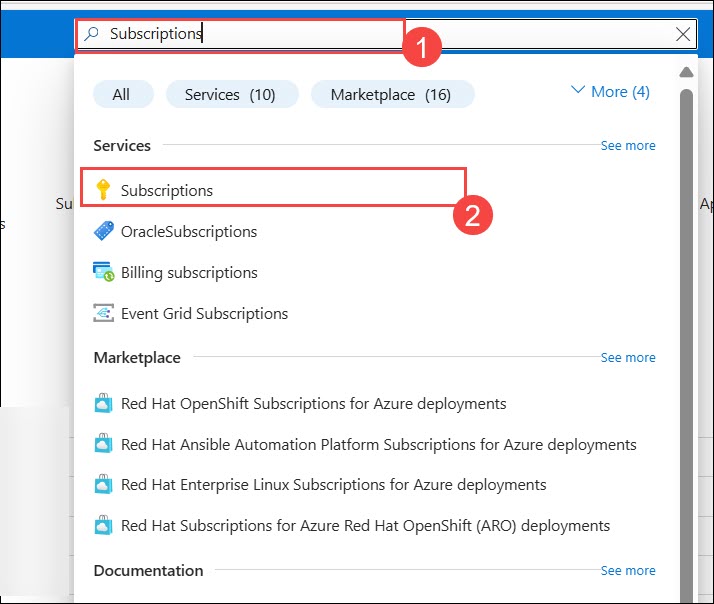 Subscriptions
1
All
Services (10)
Marketplace (16)
More (4)
Services
See more
Subscriptions
2
Su
Ap
s
OracleSubscriptions
Billing subscriptions
Event Grid Subscriptions
Marketplace
See more
Red Hat OpenShift Subscriptions for Azure deployments
Red Hat Ansible Automation Platform Subscriptions for Azure deployments
Red Hat Enterprise Linux Subscriptions for Azure deployments
Red Hat Subscriptions for Azure Red Hat OpenShift (ARO) deployments
Documentation
See more